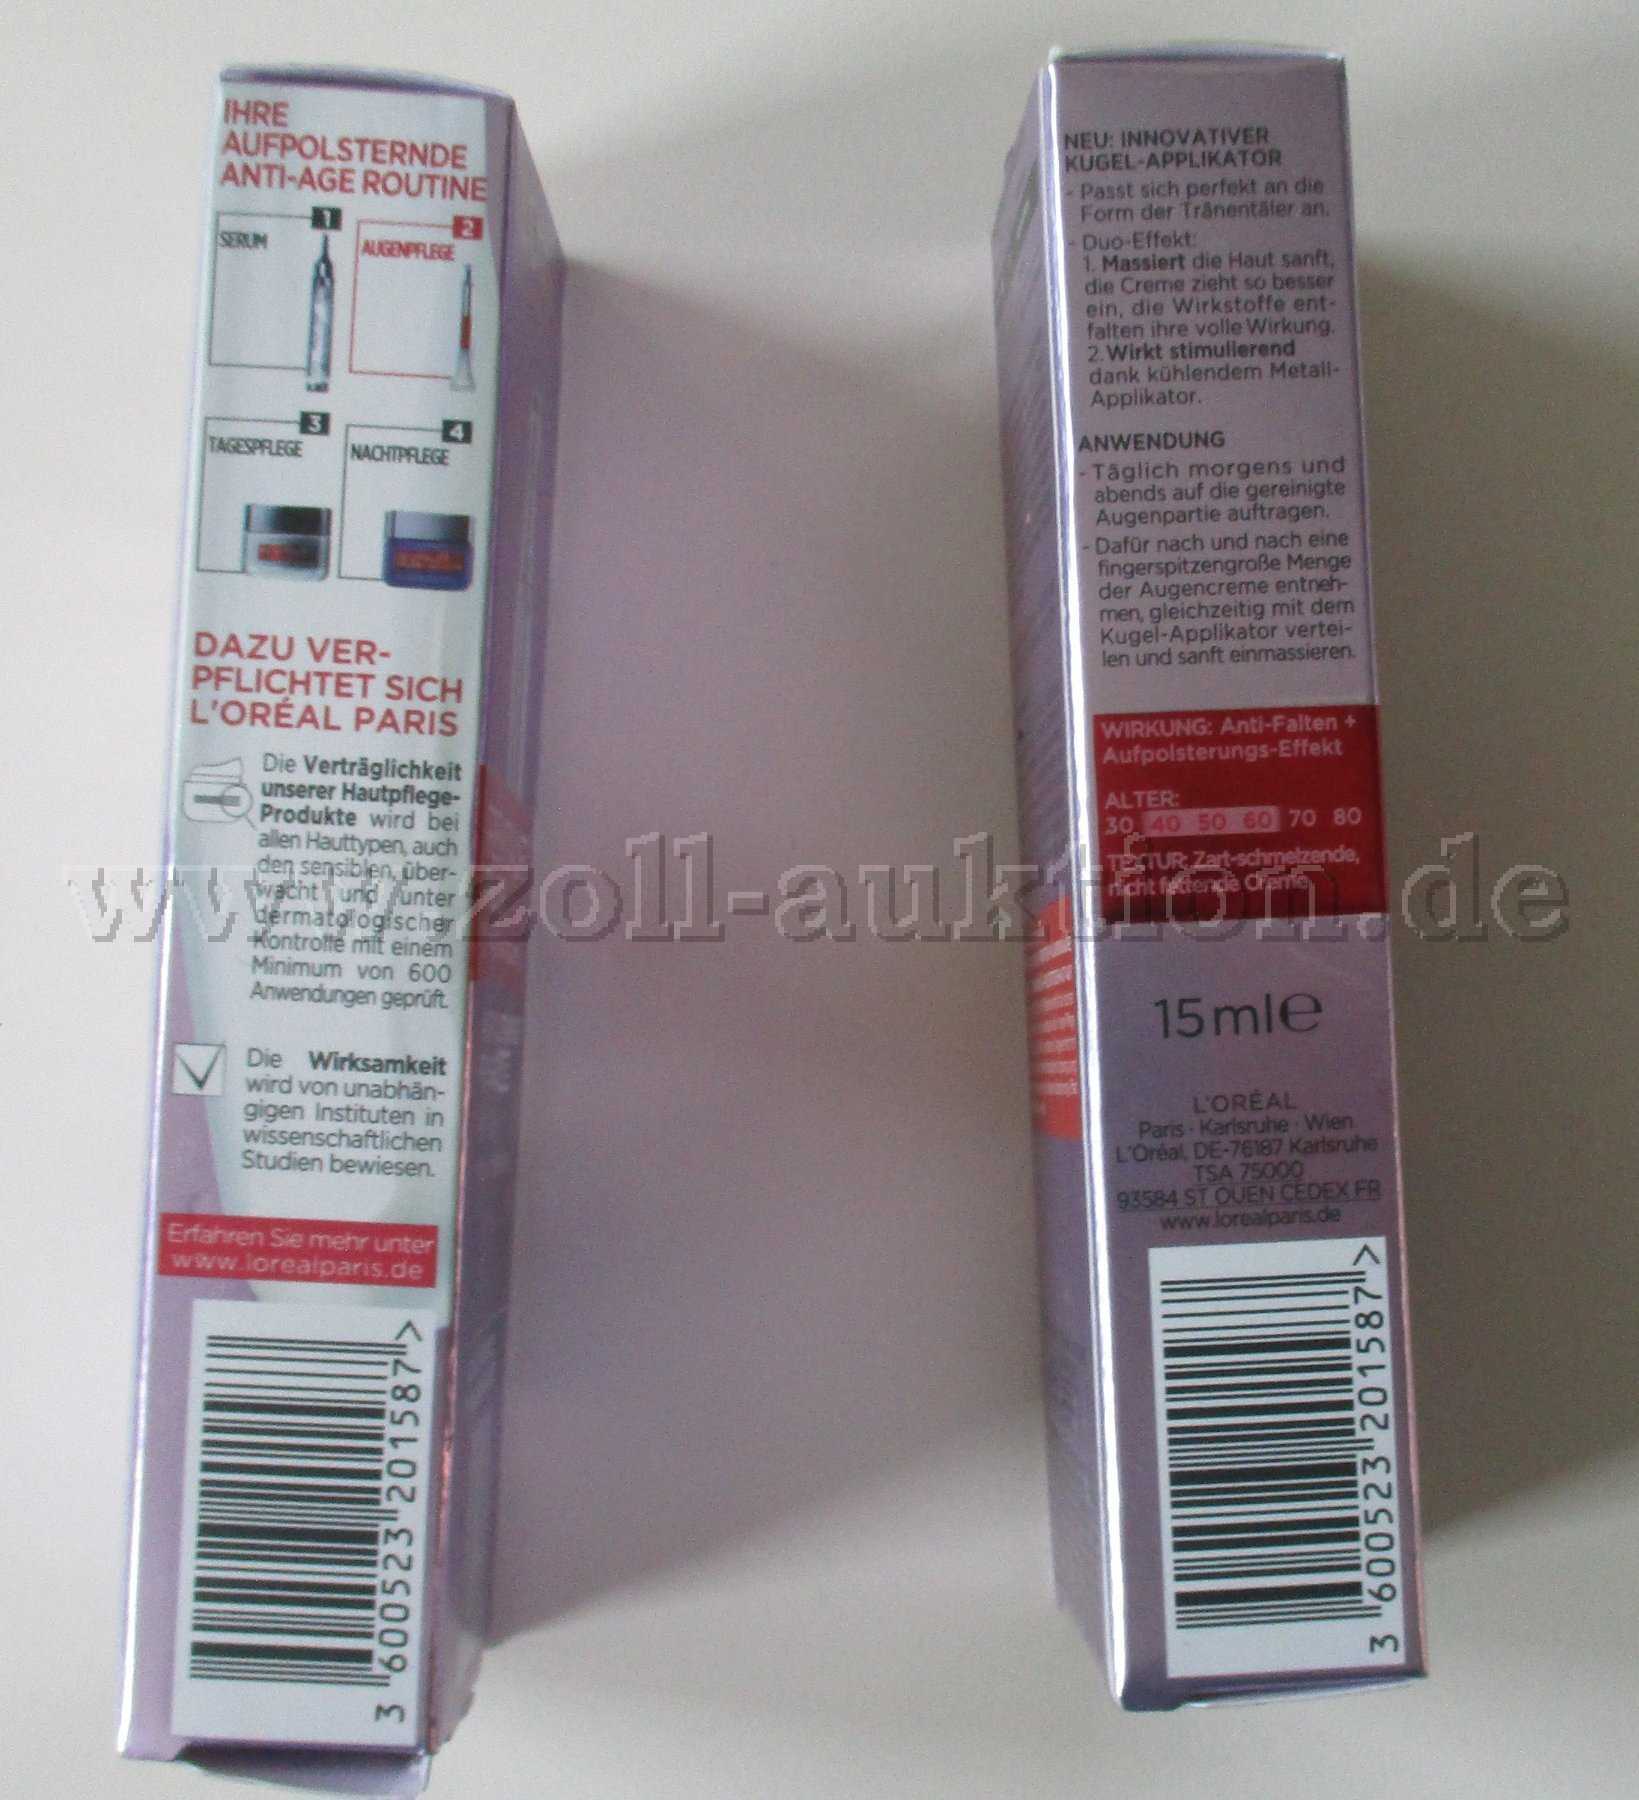 IHRE
AUFPOLSTERNDE
ANTI-AGE ROUTINE
1
SERUM
2
AUGENPFLEGE
3
TAGESPFLEGE
4
NACHTPFLEGE
DAZU VER-
PFLICHTET SICH
L'ORÉAL PARIS
Die Verträglichkeit
unserer Hautpflege-
Produkte wird bei
allen Hauttypen, auch
den sensiblen, über-
wacht und unter
dermatologischer
Kontrolle mit einem
Minimum von 600
Anwendungen geprüft.
Die Wirksamkeit
wird von unabhän-
gigen Instituten in
wissenschaftlichen
Studien bewiesen.
Erfahren Sie mehr unter
www.lorealparis.de
3 600523 201587 >
NEU: INNOVATIVER
KUGEL-APPLIKATOR
- Passt sich perfekt an die
Form der Tränentäler an.
- Duo-Effekt:
1. Massiert die Haut sanft,
die Creme zieht so besser
ein, die Wirkstoffe ent-
falten ihre volle Wirkung.
2. Wirkt stimulierend
dank kühlendem Metall-
Applikator.
ANWENDUNG
- Täglich morgens und
abends auf die gereinigte
Augenpartie auftragen.
- Dafür nach und nach eine
fingerspitzengroße Menge
der Augencreme entneh-
men, gleichzeitig mit dem
Kugel-Applikator vertei-
len und sanft einmassieren.
WIRKUNG: Anti-Falten +
Aufpolsterungs-Effekt
ALTER:
30 40 50 60 70 80
TEXTUR: Zart-schmelzende,
nicht fettende Creme
15 ml ℮
L'ORÉAL
Paris · Karlsruhe · Wien
L'Oréal, DE-76187 Karlsruhe
TSA 75000
93584 ST OUEN CEDEX FR
www.lorealparis.de
3 600523 201587 >
www.zoll-auktion.de